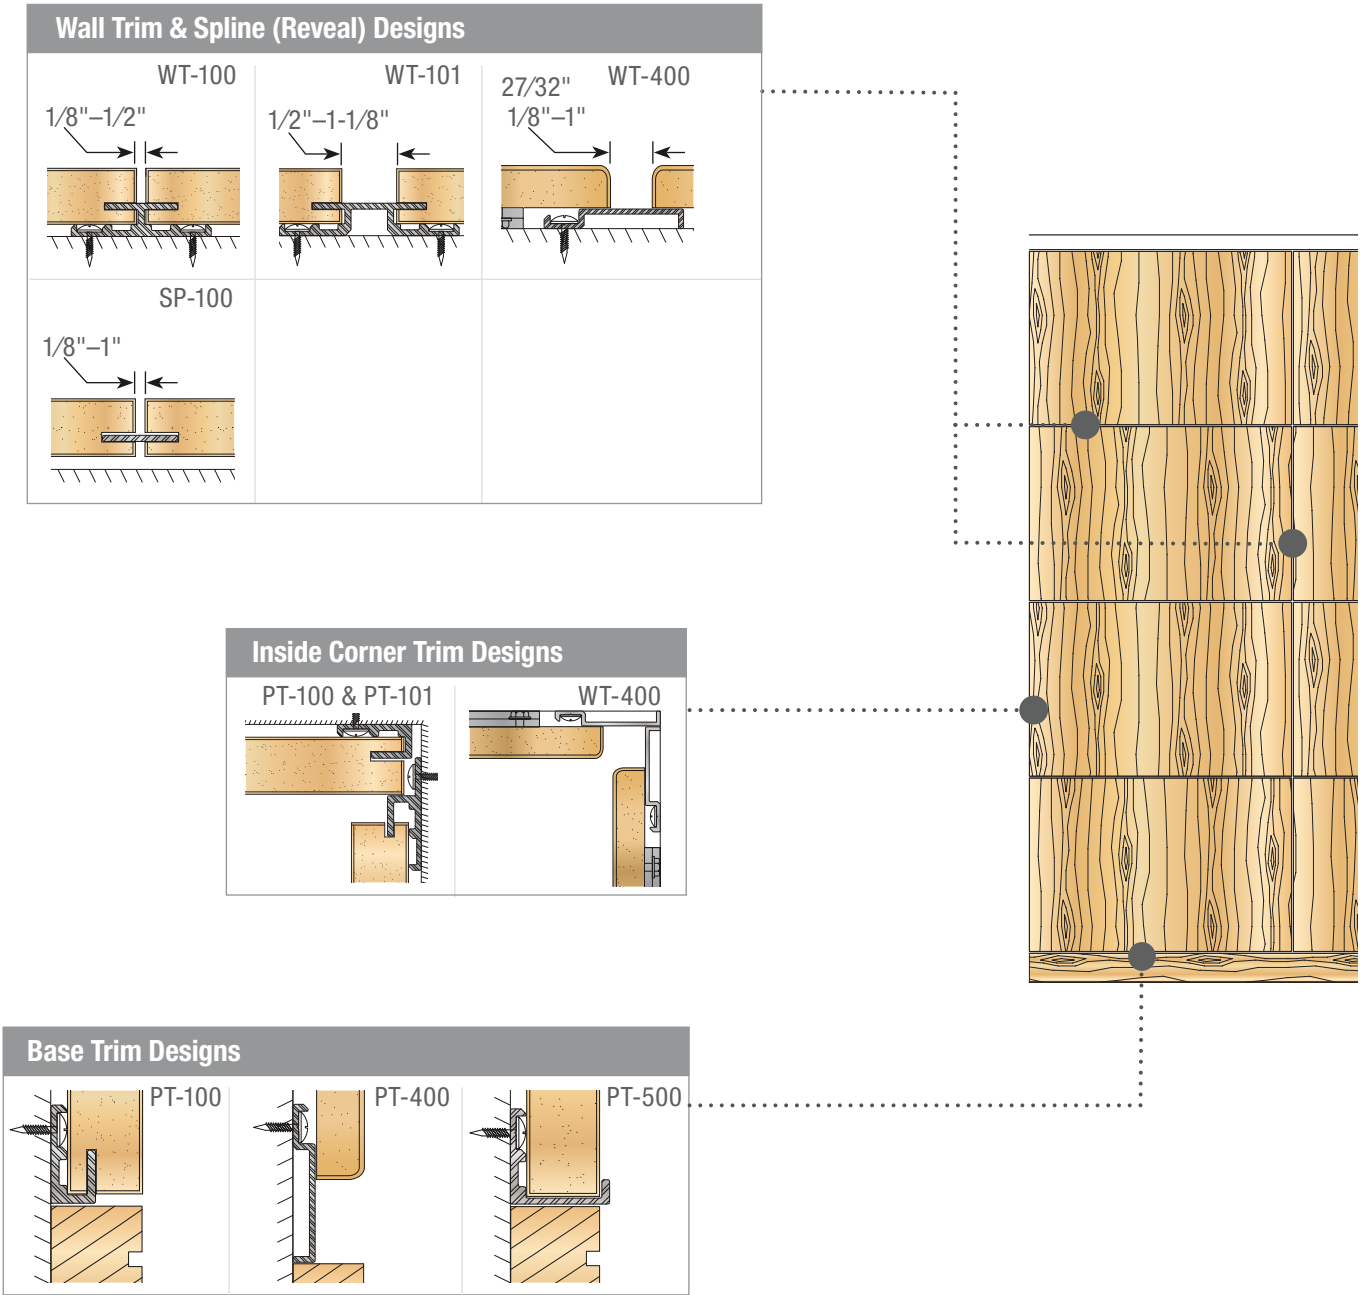 Wall Trim & Spline (Reveal) Designs
WT-100
1/8"–1/2"
WT-101
1/2"–1-1/8"
27/32" WT-400
1/8"–1"
SP-100
1/8"–1"
Inside Corner Trim Designs
PT-100 & PT-101
WT-400
Base Trim Designs
PT-100
PT-400
PT-500